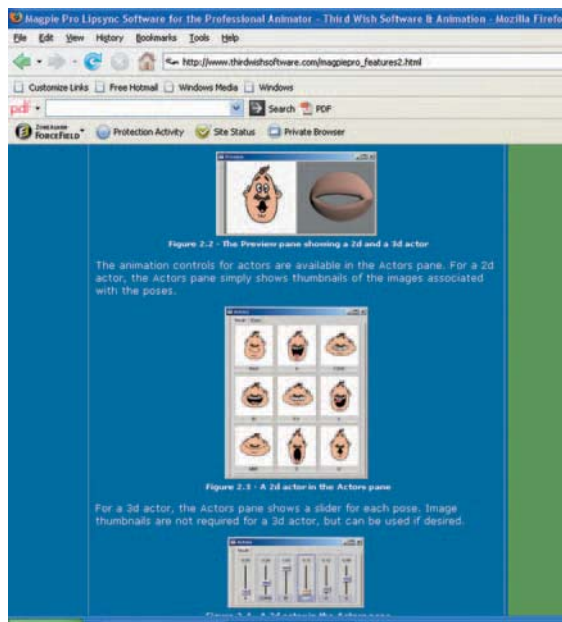 Magpie Pro Lipsync Software for the Professional Animator - Third Wish Software & Animation - Mozilla Firefo
File Edit View History Bookmarks Tools Help
http://www.thirdwishsoftware.com/magpiepro_features2.html
Customize Links Free Hotmail Windows Media Windows
pdf Search PDF
FORCEFIELD Protection Activity Site Status Private Browser
Figure 2.2 - The Preview pane showing a 2d and a 3d actor
The animation controls for actors are available in the Actors pane. For a 2d
actor, the Actors pane simply shows thumbnails of the images associated
with the poses.
Figure 2.3 - A 2d actor in the Actors pane
For a 3d actor, the Actors pane shows a slider for each pose. Image
thumbnails are not required for a 3d actor, but can be used if desired.